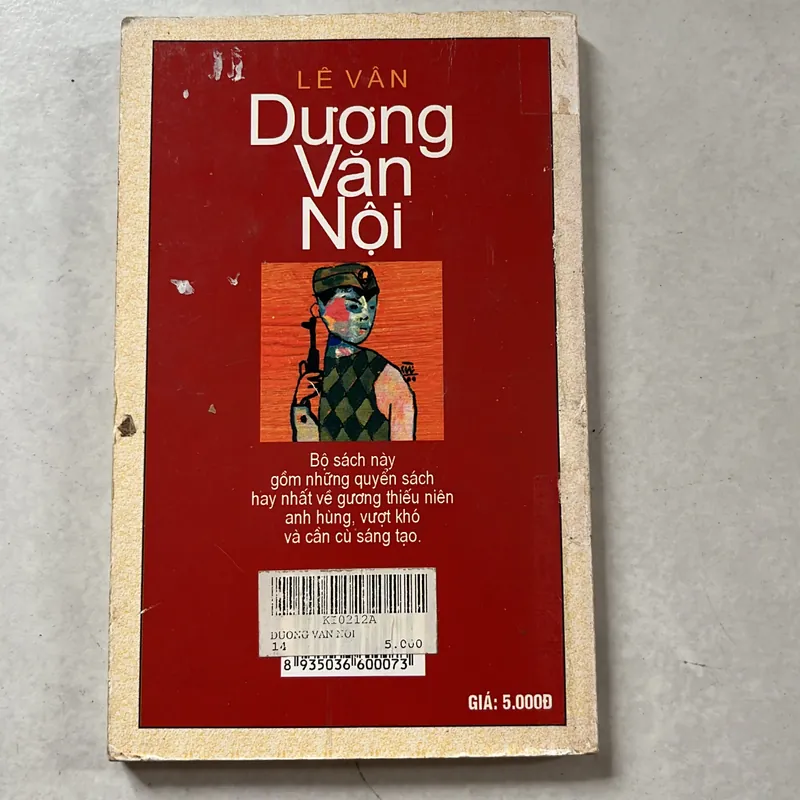 LÊ VÂN
Dương
Văn
Nội
Bộ sách này
gồm những quyển sách
hay nhất về gương thiếu niên
anh hùng, vượt khó
và cần cù sáng tạo.
KI0212A
DUONG VAN NOI
14 5.000
8 935036 600073
GIÁ: 5.000Đ